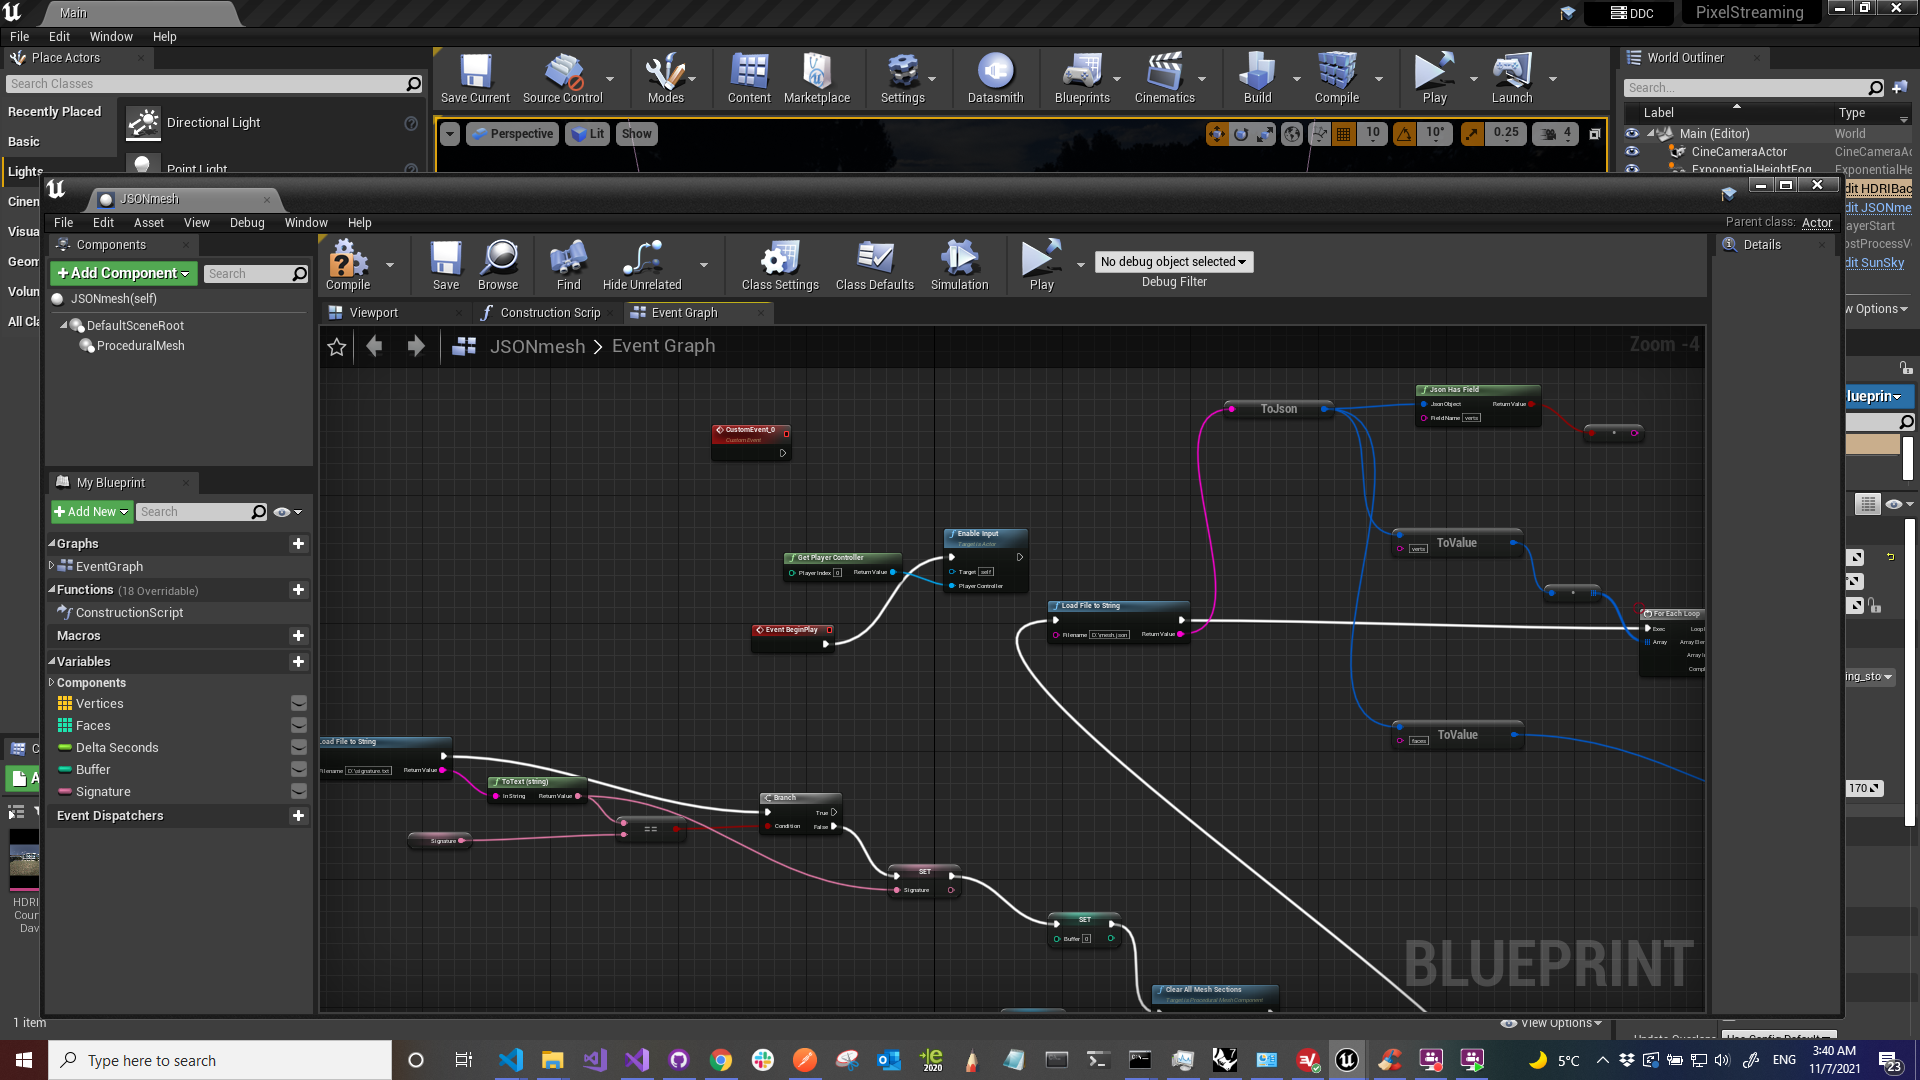 Main
DDC
PixelStreaming
File Edit Window Help
Place Actors
Search Classes
Recently Placed
Basic
Lights
Directional Light
Point Light
Save Current
Source Control
Modes
Content
Marketplace
Settings
Datasmith
Blueprints
Cinematics
Build
Compile
Play
Launch
Perspective
Lit
Show
10
10°
0.25
4
World Outliner
Search...
Label
Type
Main (Editor)
World
CineCameraActor
CineCameraAc
ExponentialHeightFog
ExponentialHe
dit HDRIBac
dit JSONme
ayerStart
ostProcessV
dit SunSky
w Options
Cinem
Visua
Geom
Volun
All Cla
JSONmesh
File Edit Asset View Debug Window Help
Parent class: Actor
Components
+Add Component
Search
JSONmesh(self)
DefaultSceneRoot
ProceduralMesh
Compile
Save
Browse
Find
Hide Unrelated
Class Settings
Class Defaults
Simulation
Play
No debug object selected
Debug Filter
Details
Viewport
Construction Scrip
Event Graph
JSONmesh > Event Graph
Zoom -4
My Blueprint
+Add New
Search
Graphs
EventGraph
Functions (18 Overridable)
ConstructionScript
Macros
Variables
Components
Vertices
Faces
Delta Seconds
Buffer
Signature
Event Dispatchers
CustomEvent_0
Custom Event
Get Player Controller
Player Index 0
Return Value
Enable Input
Target is Actor
Target self
Player Controller
Event BeginPlay
Load File to String
Filename D:\mesh.json
Return Value
ToJson
Json Has Field
JsonObject
Return Value
FieldName verts
ToValue
verts
ToValue
faces
For Each Loop
Exec
Array
Array Ele
Array In
Compl
oad File to String
ilename D:\signature.txt
Return Value
ToText (string)
In String
Return Value
Signature
==
Branch
True
Condition
False
SET
Signature
SET
Buffer 0
Clear All Mesh Sections
Target is Procedural Mesh Component
BLUEPRINT
lueprin
ing_sto
170
HDRI
Cour
Dav
1 item
View Options
Type here to search
5°C
ENG
3:40 AM
11/7/2021
23